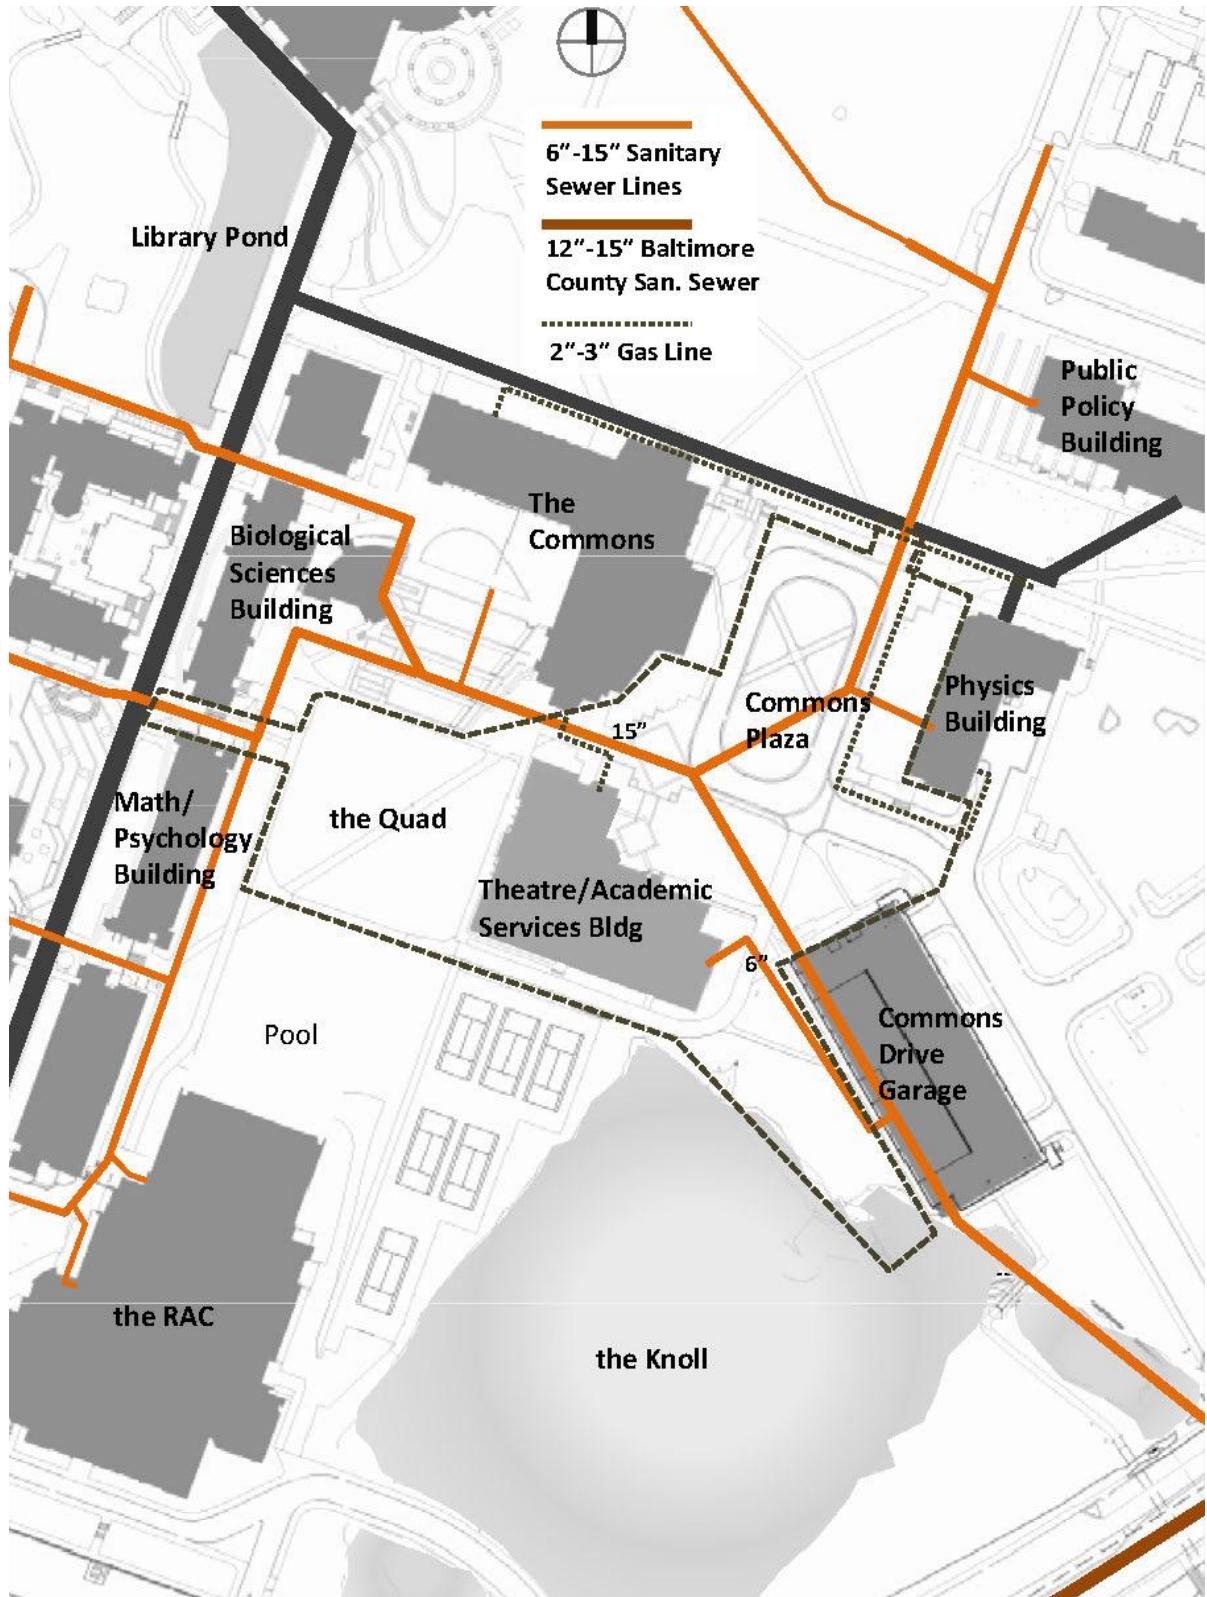 6"-15" Sanitary
Sewer Lines
12"-15" Baltimore
County San. Sewer
2"-3" Gas Line
Library Pond
Public
Policy
Building
The
Commons
Biological
Sciences
Building
Physics
Building
Commons
Plaza
15"
Math/
Psychology
Building
the Quad
Theatre/Academic
Services Bldg
6"
Commons
Drive
Garage
Pool
the RAC
the Knoll